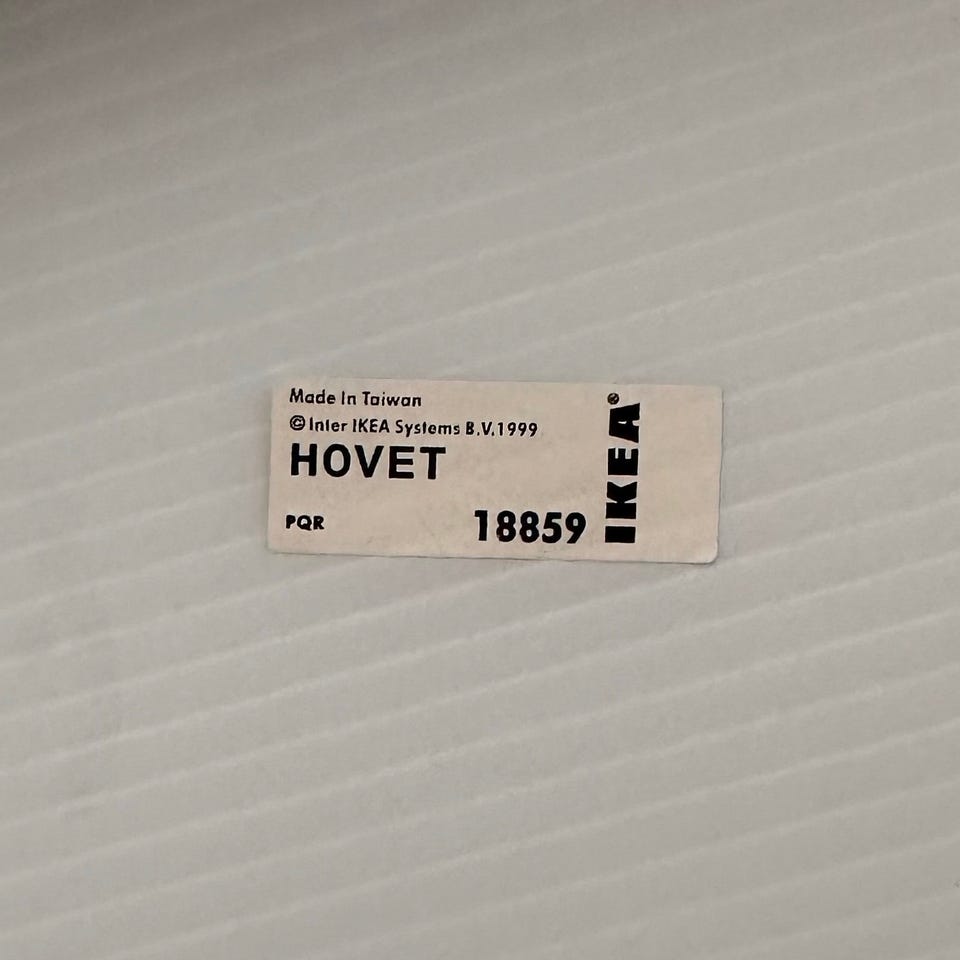 Made In Taiwan
© Inter IKEA Systems B.V. 1999
HOVET
PQR 18859
IKEA®